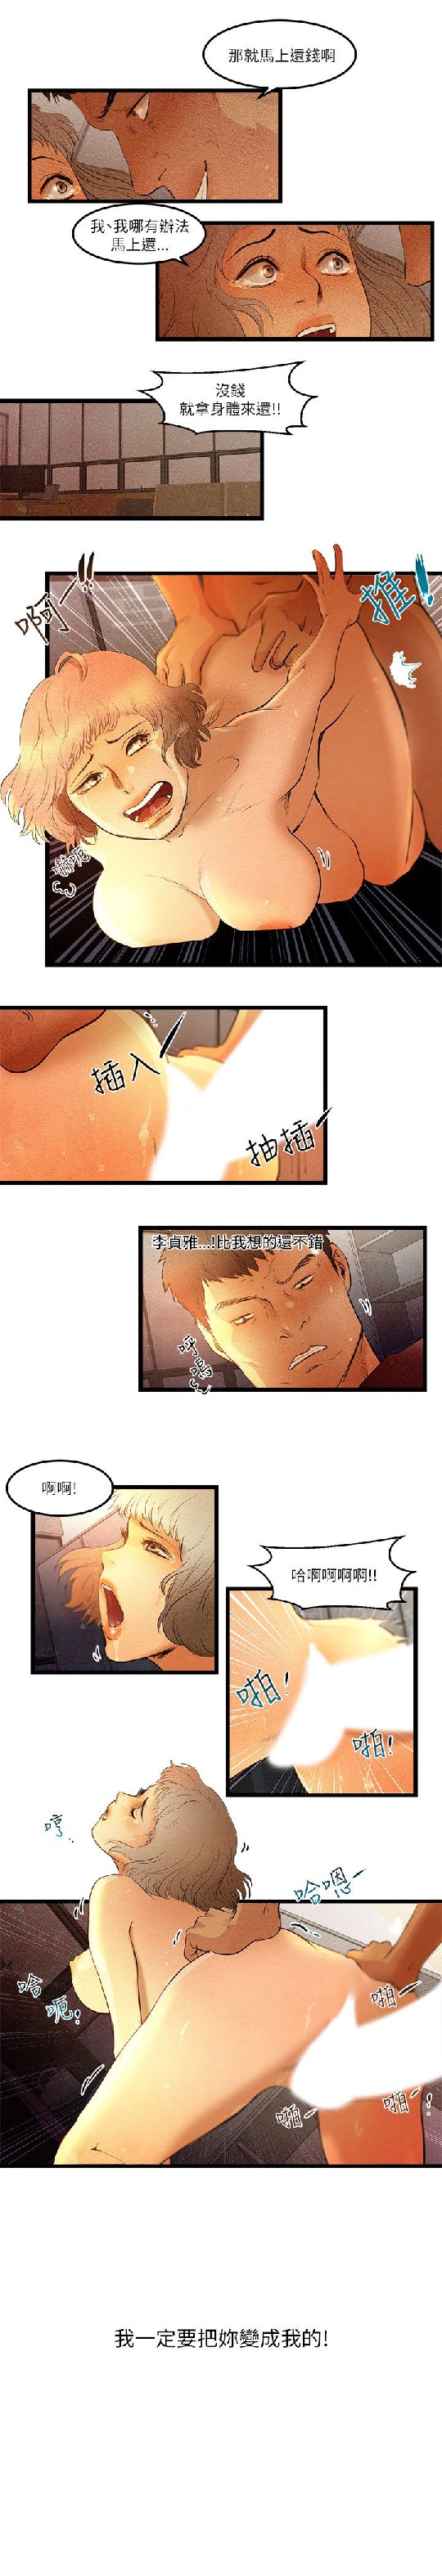 那就馬上還錢啊
我、我哪有辦法
馬上還...
沒錢
就拿身體來還!!
啊—!!
推!
插入
抽插
李貞雅...!比我想的還不錯
呼嗚
啊啊!
哈啊啊啊啊!!
啪!
啪!
哼..
哈嗯
哈
呃!
啪
啪
啪
我一定要把妳變成我的!